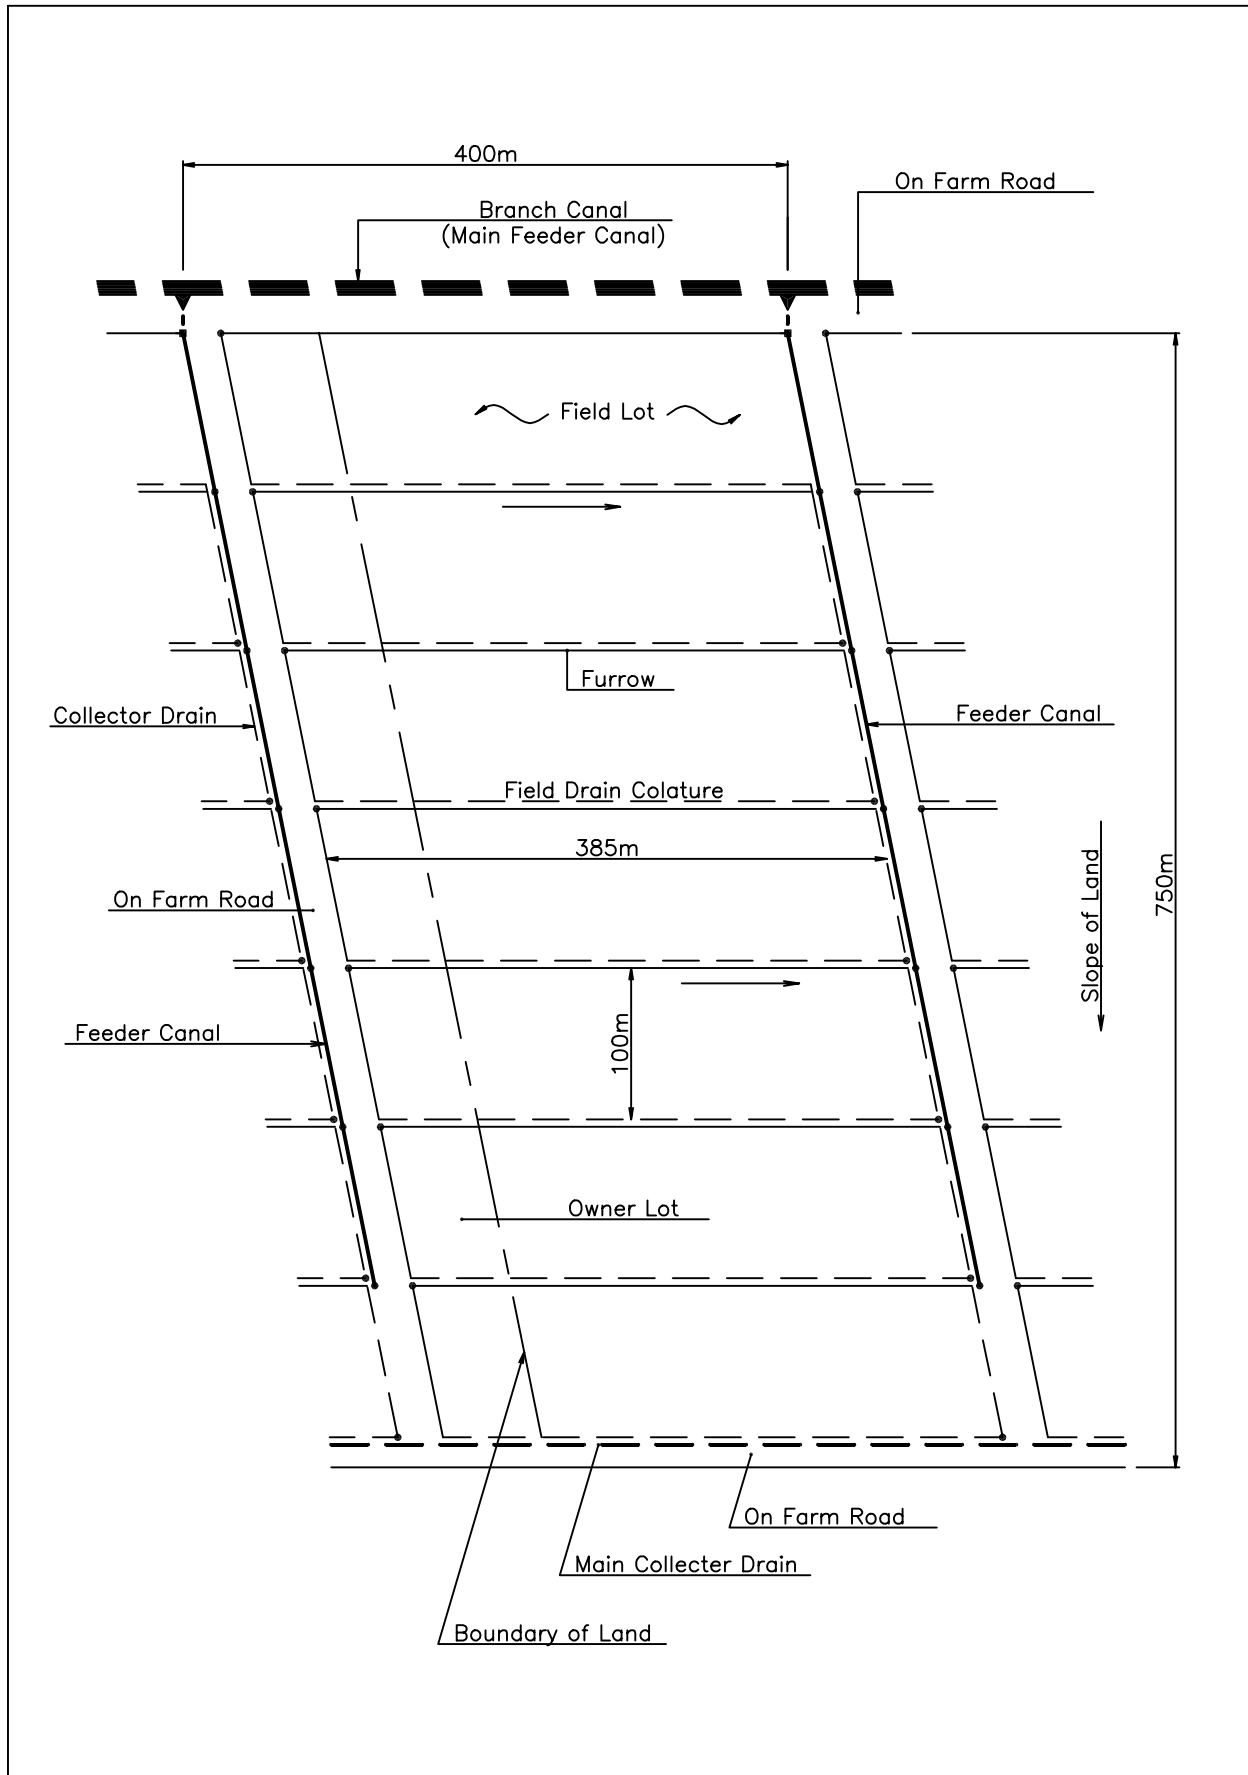 400m
On Farm Road
Branch Canal
(Main Feeder Canal)
Field Lot
Furrow
Collector Drain
Feeder Canal
Field Drain Colature
385m
On Farm Road
Slope of Land
750m
Feeder Canal
100m
Owner Lot
On Farm Road
Main Collecter Drain
Boundary of Land